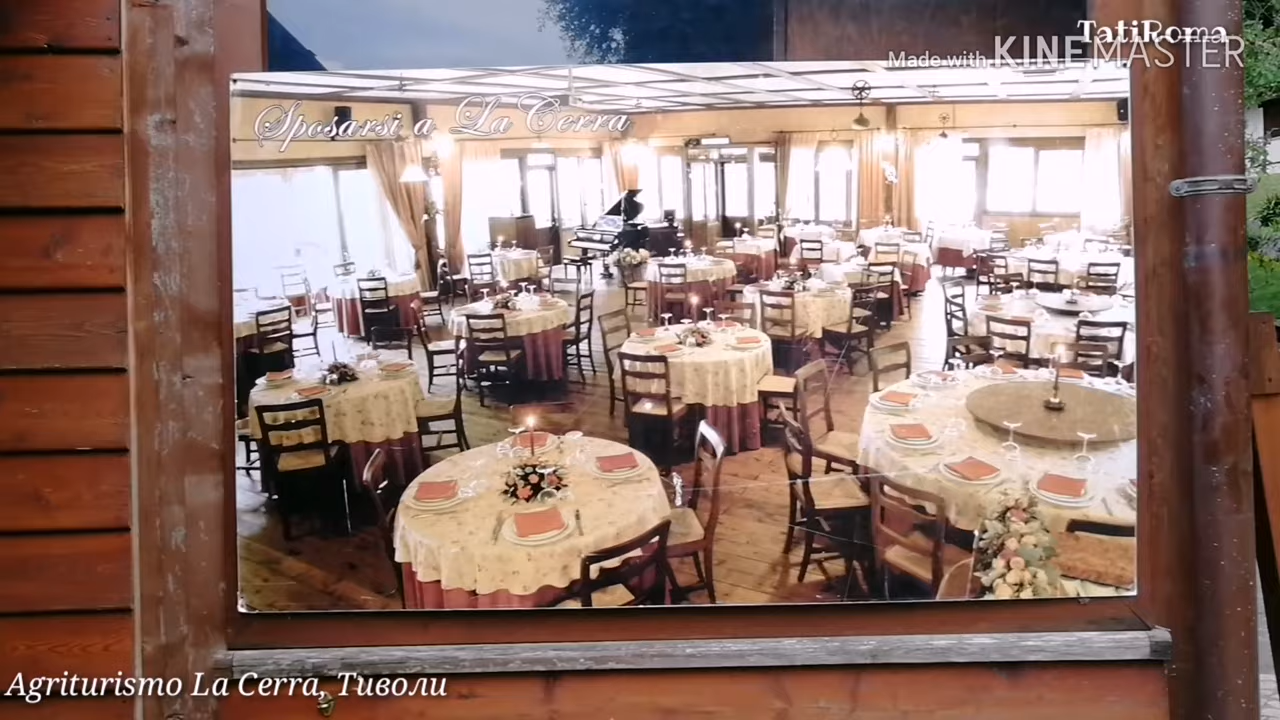 TatiRoma
Made with KINEMASTER
Sposarsi a La Cerra
Agriturismo La Cerra, Тиволи